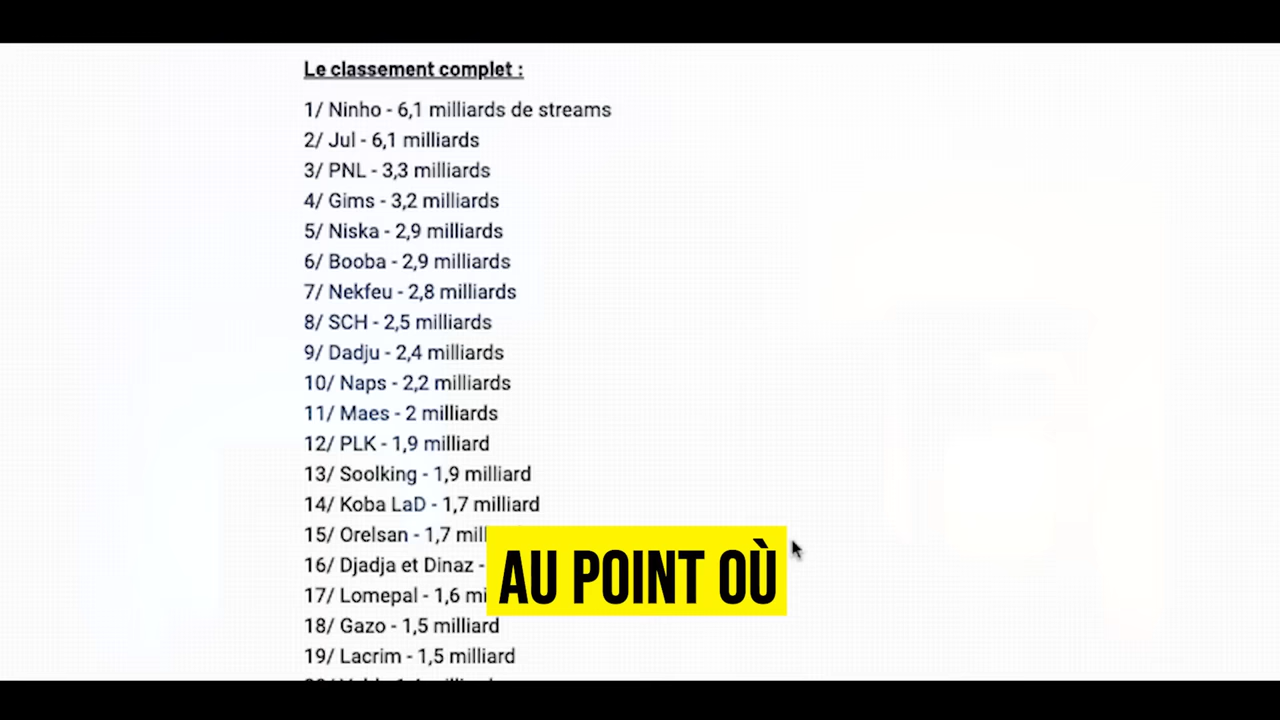 Le classement complet :
1/ Ninho - 6,1 milliards de streams
2/ Jul - 6,1 milliards
3/ PNL - 3,3 milliards
4/ Gims - 3,2 milliards
5/ Niska - 2,9 milliards
6/ Booba - 2,9 milliards
7/ Nekfeu - 2,8 milliards
8/ SCH - 2,5 milliards
9/ Dadju - 2,4 milliards
10/ Naps - 2,2 milliards
11/ Maes - 2 milliards
12/ PLK - 1,9 milliard
13/ Soolking - 1,9 milliard
14/ Koba LaD - 1,7 milliard
15/ Orelsan - 1,7
16/ Djadja et Dinaz -
17/ Lomepal - 1,6
18/ Gazo - 1,5 milliard
19/ Lacrim - 1,5 milliard
AU POINT OÙ